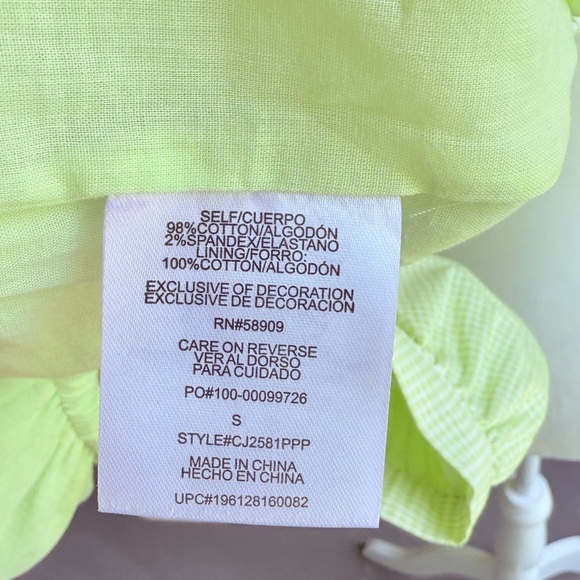 SELF/CUERPO
98%COTTON/ALGODÓN
2%SPANDEX/ELASTANO
LINING/FORRO:
100%COTTON/ALGODÓN
EXCLUSIVE OF DECORATION
EXCLUSIVE DE DECORACIÓN
RN#58909
CARE ON REVERSE
VER AL DORSO
PARA CUIDADO
PO#100-00099726
S
STYLE#CJ2581PPP
MADE IN CHINA
HECHO EN CHINA
UPC#196128160082